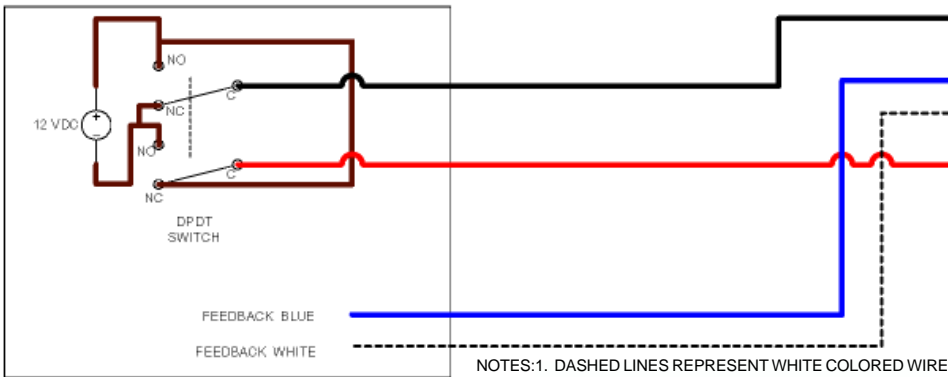 NO
C
NC
12 VDC
+
−
NO
C
NC
DPDT
SWITCH
FEEDBACK BLUE
FEEDBACK WHITE
NOTES:1. DASHED LINES REPRESENT WHITE COLORED WIRE